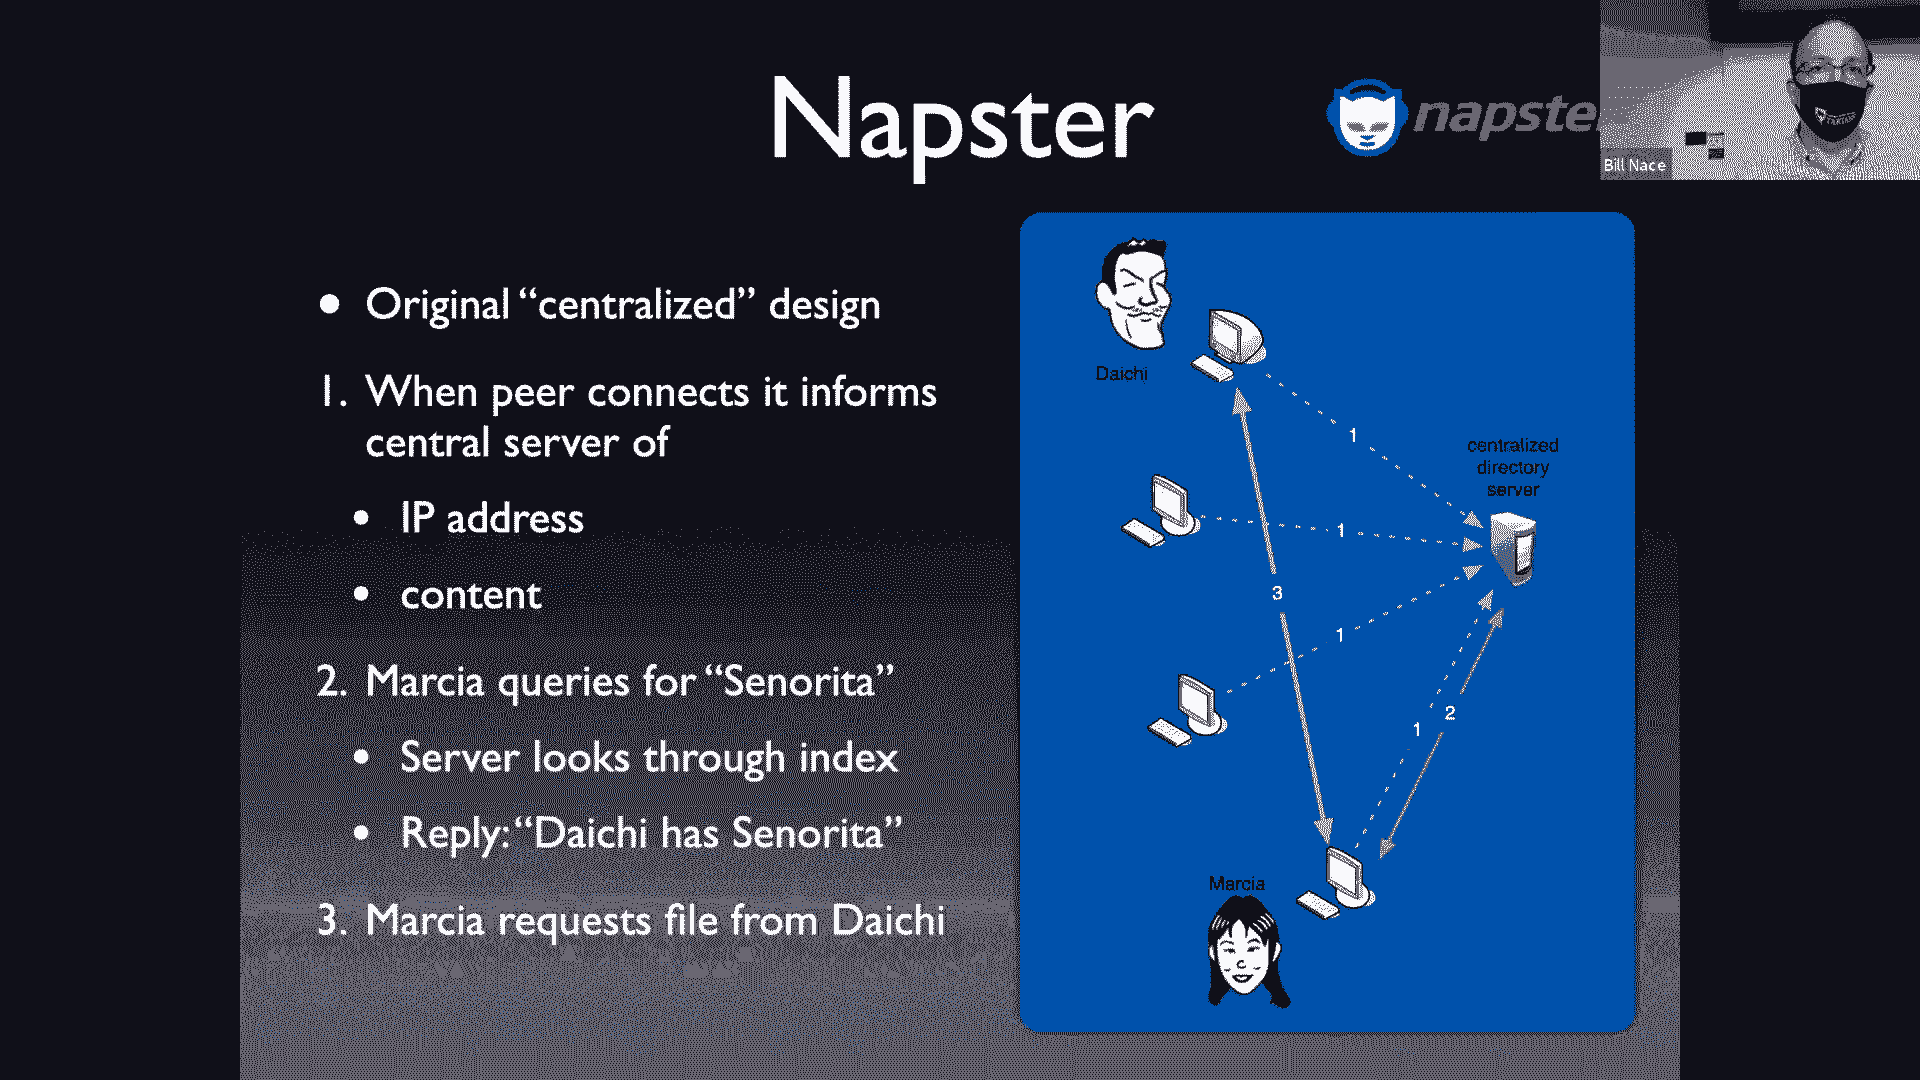 Napster
napste
Bill Nace
• Original “centralized” design
1. When peer connects it informs
central server of
• IP address
• content
2. Marcia queries for “Senorita”
• Server looks through index
• Reply: “Daichi has Senorita”
3. Marcia requests file from Daichi
Daichi
1
centralized
directory
server
1
3
1
2
1
Marcia